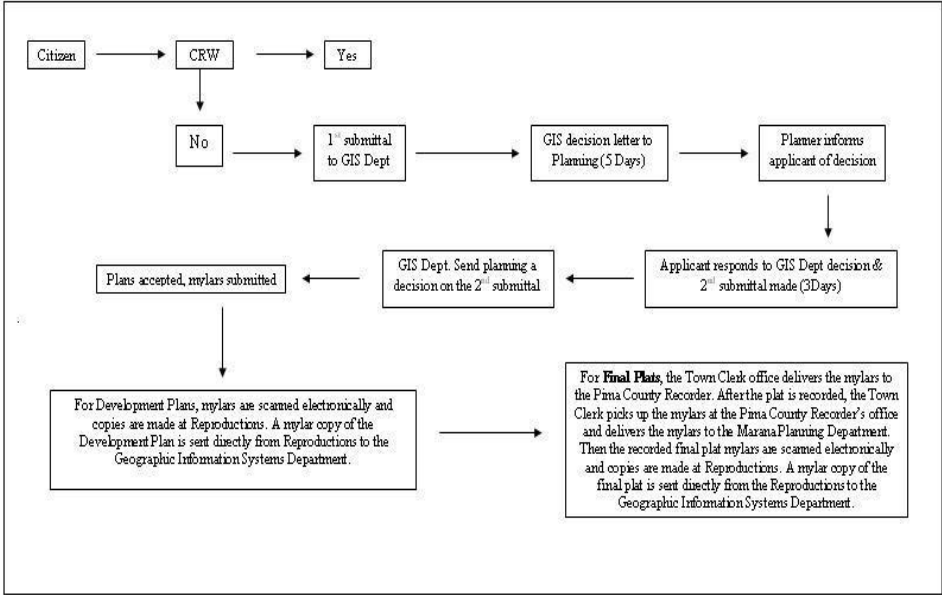 Citizen
CRW
Yes
No
1st submittal
to GIS Dept
GIS decision letter to
Planning (5 Days)
Planner informs
applicant of decision
Applicant responds to GIS Dept decision &
2nd submittal made (3Days)
GIS Dept. Send planning a
decision on the 2nd submittal
Plans accepted, mylars submitted
For Development Plans, mylars are scanned electronically and
copies are made at Reproductions. A mylar copy of the
Development Plan is sent directly from Reproductions to the
Geographic Information Systems Department.
For Final Plats, the Town Clerk office delivers the mylars to
the Pima County Recorder. After the plat is recorded, the Town
Clerk picks up the mylars at the Pima County Recorder's office
and delivers the mylars to the Marana Planning Department.
Then the recorded final plat mylars are scanned electronically
and copies are made at Reproductions. A mylar copy of the
final plat is sent directly from the Reproductions to the
Geographic Information Systems Department.